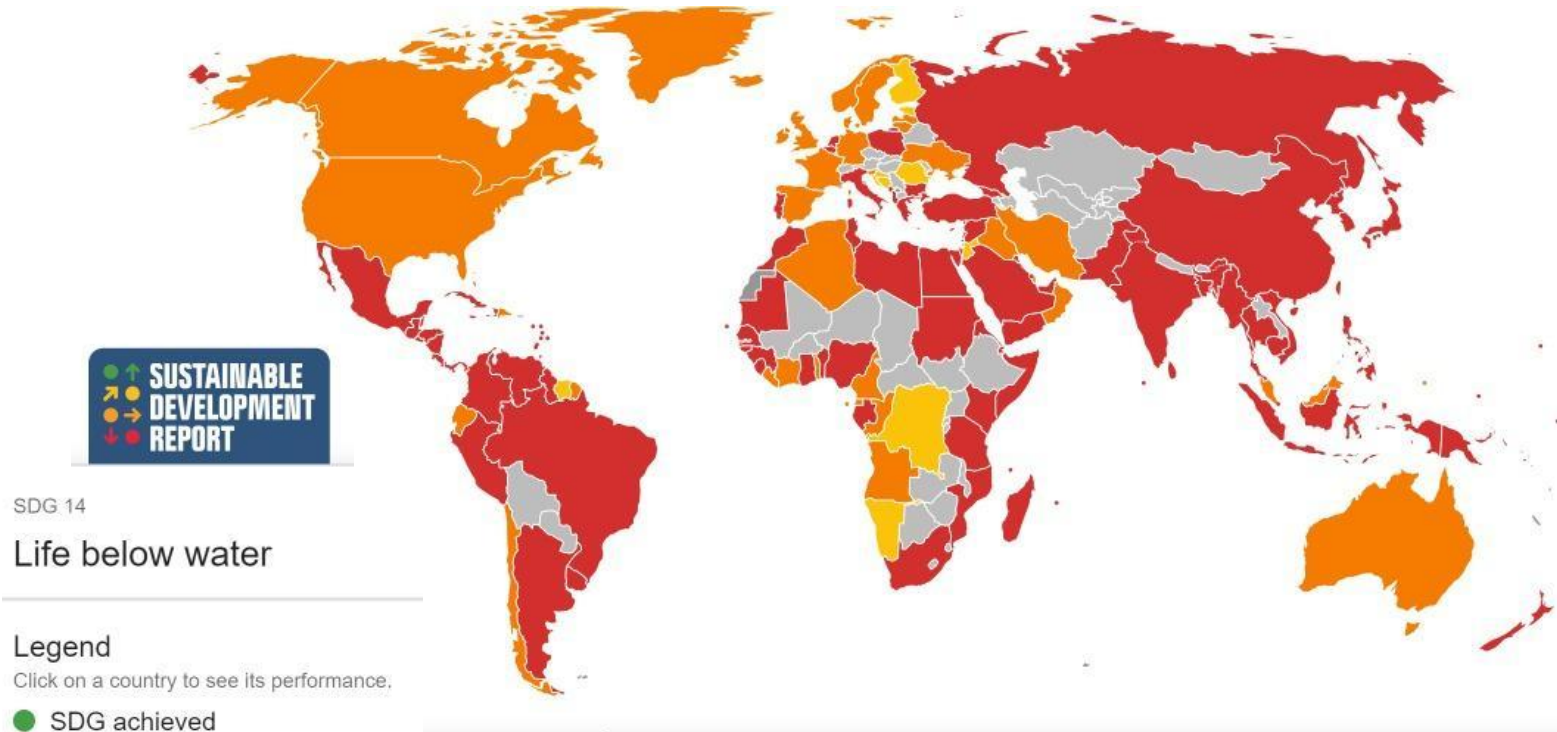 SUSTAINABLE
DEVELOPMENT
REPORT
SDG 14
Life below water
Legend
Click on a country to see its performance.
SDG achieved